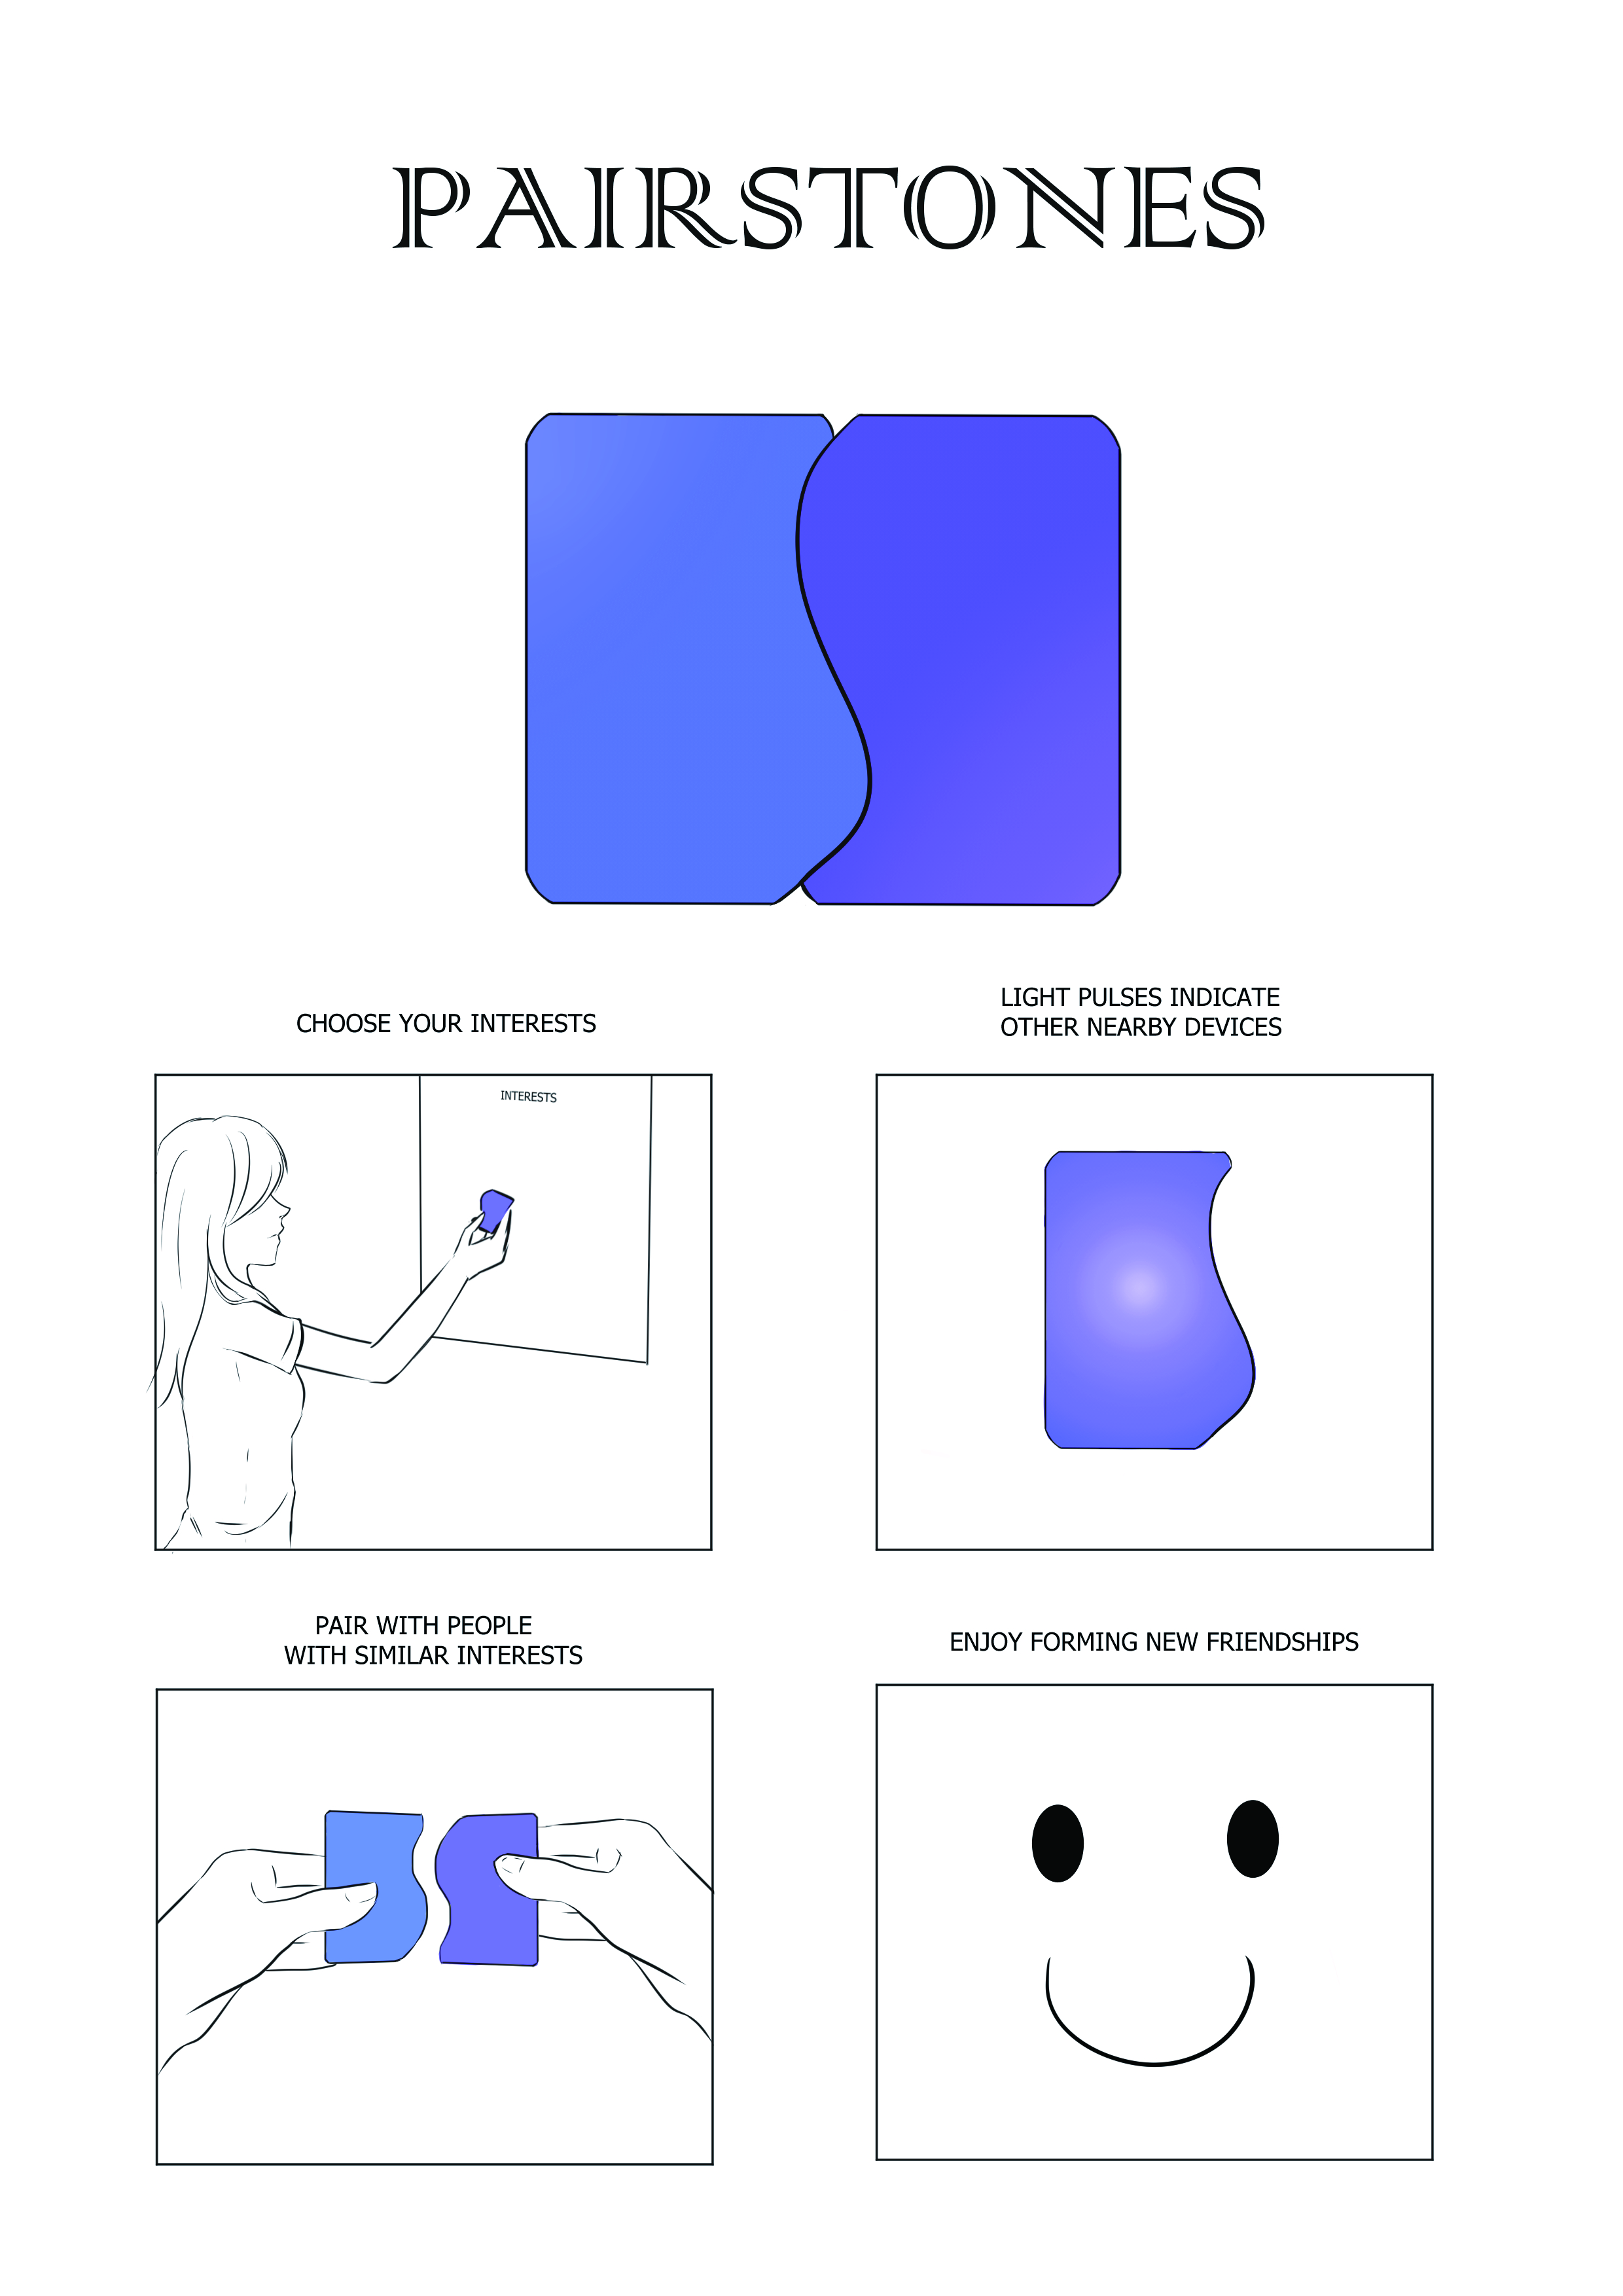 PAIRSTONES
CHOOSE YOUR INTERESTS
LIGHT PULSES INDICATE
OTHER NEARBY DEVICES
INTERESTS
PAIR WITH PEOPLE
WITH SIMILAR INTERESTS
ENJOY FORMING NEW FRIENDSHIPS